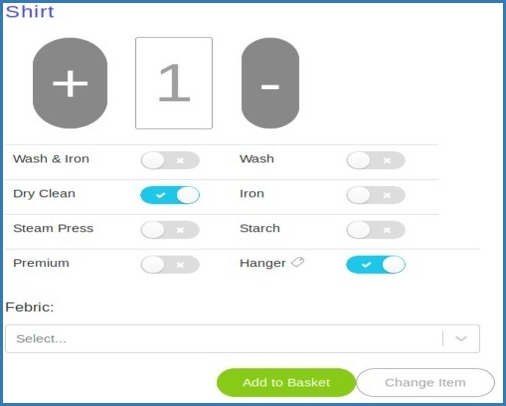 Shirt
+ 1 -
Wash & Iron Wash
Dry Clean Iron
Steam Press Starch
Premium Hanger
Febric:
Select...
Add to Basket Change Item